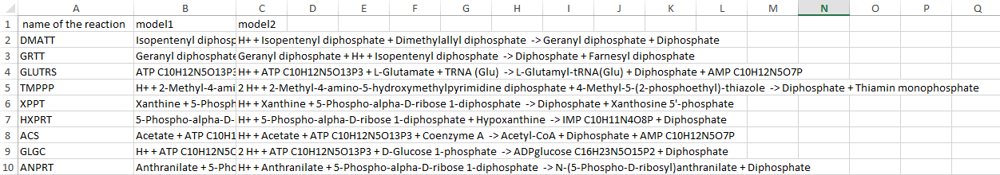 A B C D E F G H I J K L M N O P Q
1 name of the reaction model1 model2
2 DMATT Isopentenyl diphosp H+ + Isopentenyl diphosphate + Dimethylallyl diphosphate -> Geranyl diphosphate + Diphosphate
3 GRTT Geranyl diphosphate Geranyl diphosphate + H+ + Isopentenyl diphosphate -> Diphosphate + Farnesyl diphosphate
4 GLUTRS ATP C10H12N5O13P3 H+ + ATP C10H12N5O13P3 + L-Glutamate + TRNA (Glu) -> L-Glutamyl-tRNA(Glu) + Diphosphate + AMP C10H12N5O7P
5 TMPPP H+ + 2-Methyl-4-ami 2 H+ + 2-Methyl-4-amino-5-hydroxymethylpyrimidine diphosphate + 4-Methyl-5-(2-phosphoethyl)-thiazole -> Diphosphate + Thiamin monophosphate
6 XPPT Xanthine + 5-Phosph H+ + Xanthine + 5-Phospho-alpha-D-ribose 1-diphosphate -> Diphosphate + Xanthosine 5'-phosphate
7 HXPRT 5-Phospho-alpha-D- H+ + 5-Phospho-alpha-D-ribose 1-diphosphate + Hypoxanthine -> IMP C10H11N4O8P + Diphosphate
8 ACS Acetate + ATP C10H1 H+ + Acetate + ATP C10H12N5O13P3 + Coenzyme A -> Acetyl-CoA + Diphosphate + AMP C10H12N5O7P
9 GLGC H+ + ATP C10H12N5O 2 H+ + ATP C10H12N5O13P3 + D-Glucose 1-phosphate -> ADPglucose C16H23N5O15P2 + Diphosphate
10 ANPRT Anthranilate + 5-Pho H+ + Anthranilate + 5-Phospho-alpha-D-ribose 1-diphosphate -> N-(5-Phospho-D-ribosyl)anthranilate + Diphosphate